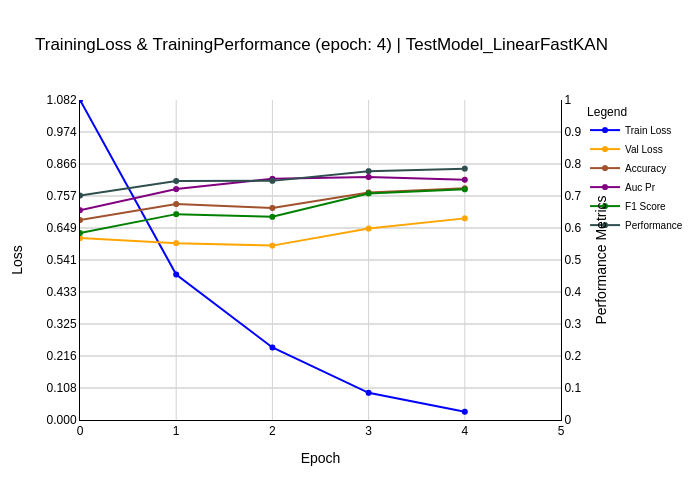 TrainingLoss & TrainingPerformance (epoch: 4) | TestModel_LinearFastKAN
1.082
0.974
0.866
0.757
0.649
0.541
0.433
0.325
0.216
0.108
0.000
Loss
0
1
2
3
4
5
Epoch
1
0.9
0.8
0.7
0.6
0.5
0.4
0.3
0.2
0.1
0
Performance Metrics
Legend
Train Loss
Val Loss
Accuracy
Auc Pr
F1 Score
Performance